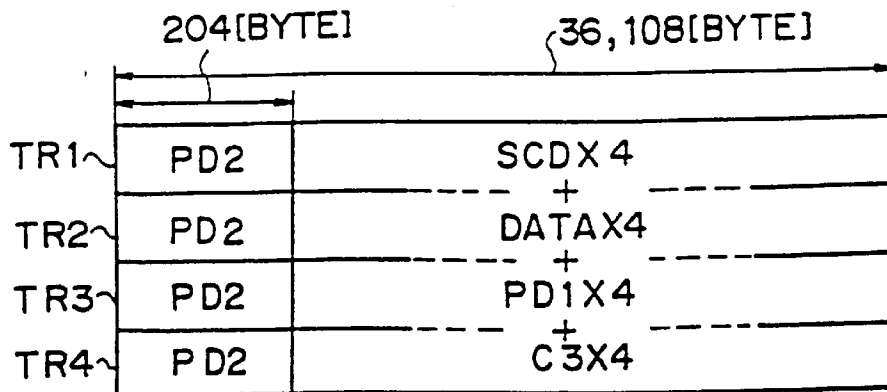 204[BYTE] 36,108[BYTE]
TR1 PD2 SCDX4
+
TR2 PD2 DATAX4
+
TR3 PD2 PD1X4
+
TR4 PD2 C3X4